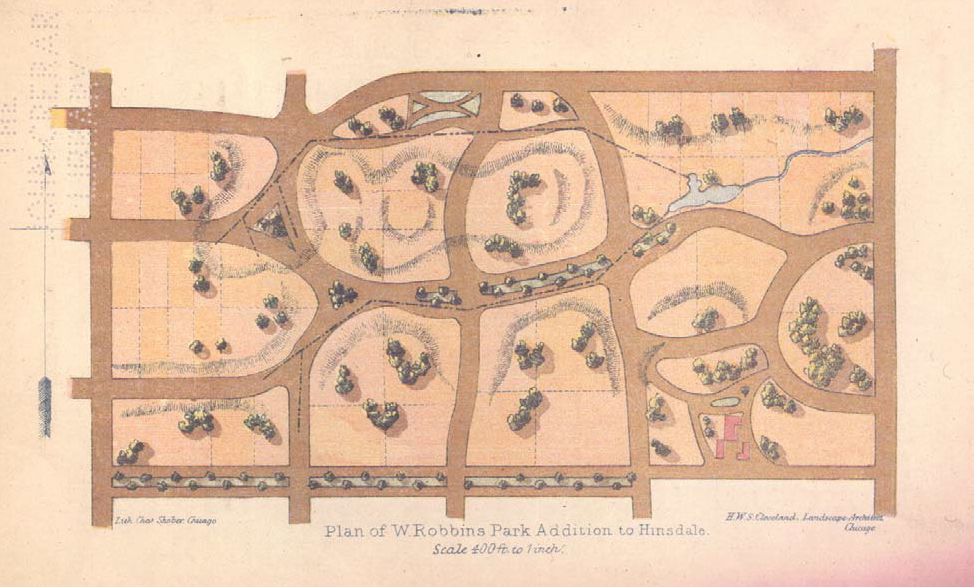 Lith. Chas Shober. Chicago
Plan of W. Robbins Park Addition to Hinsdale.
Scale 400 ft. to 1 inch.
H.W.S. Cleveland. Landscape Architect
Chicago